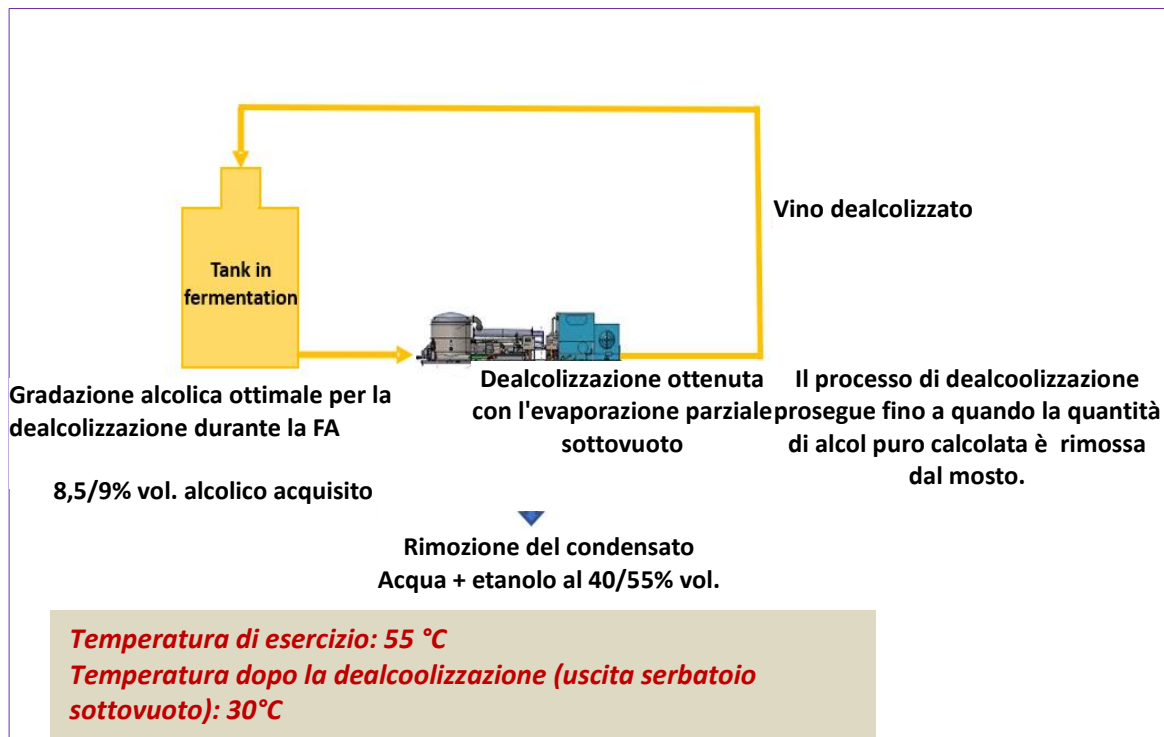 Vino dealcolizzato
Tank in
fermentation
Gradazione alcolica ottimale per la
dealcolizzazione durante la FA
8,5/9% vol. alcolico acquisito
Dealcolizzazione ottenuta
con l'evaporazione parziale
sottovuoto
Il processo di dealcoolizzazione
prosegue fino a quando la quantità
di alcol puro calcolata è rimossa
dal mosto.
Rimozione del condensato
Acqua + etanolo al 40/55% vol.
Temperatura di esercizio: 55 °C
Temperatura dopo la dealcoolizzazione (uscita serbatoio
sottovuoto): 30°C